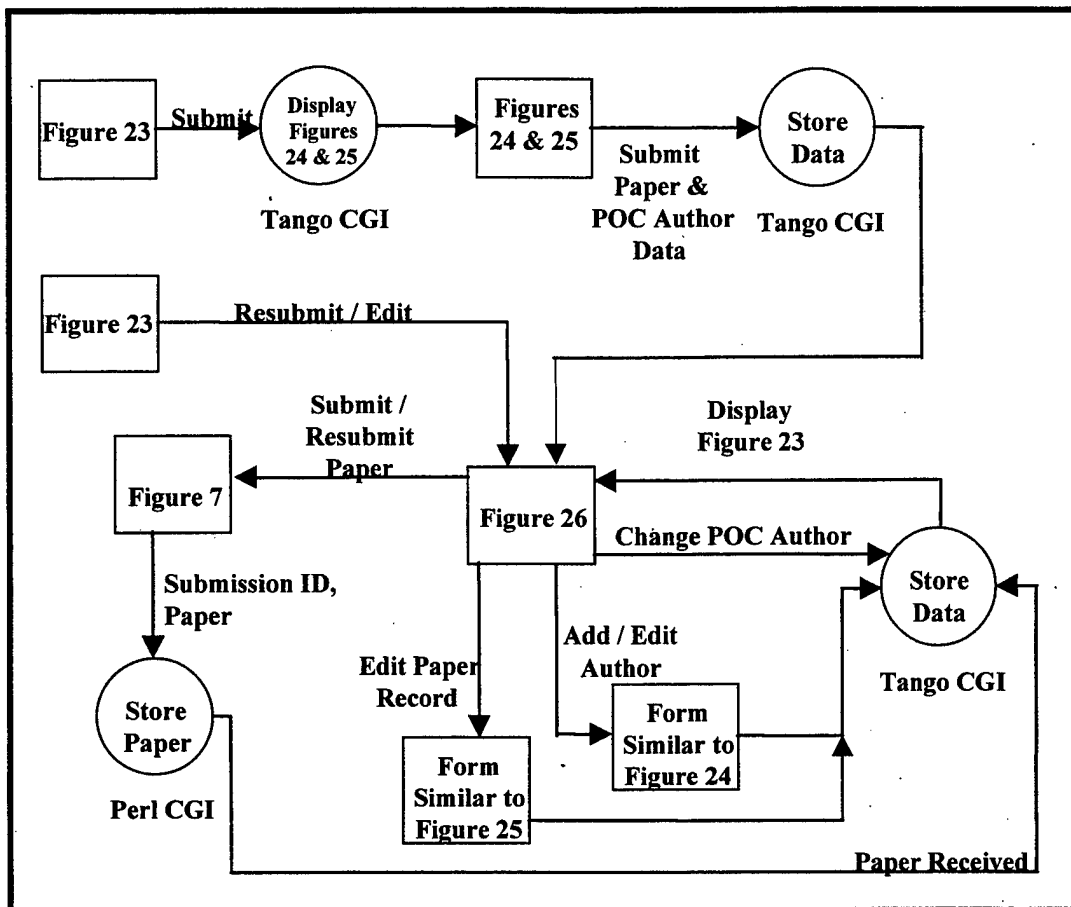 Figure 23
Submit
Display
Figures
24 & 25
Tango CGI
Figures
24 & 25
Submit
Paper &
POC Author
Data
Store
Data
Tango CGI
Figure 23
Resubmit / Edit
Submit /
Resubmit
Paper
Display
Figure 23
Figure 7
Figure 26
Change POC Author
Store
Data
Tango CGI
Submission ID,
Paper
Add / Edit
Author
Edit Paper
Record
Store
Paper
Perl CGI
Form
Similar to
Figure 24
Form
Similar to
Figure 25
Paper Received